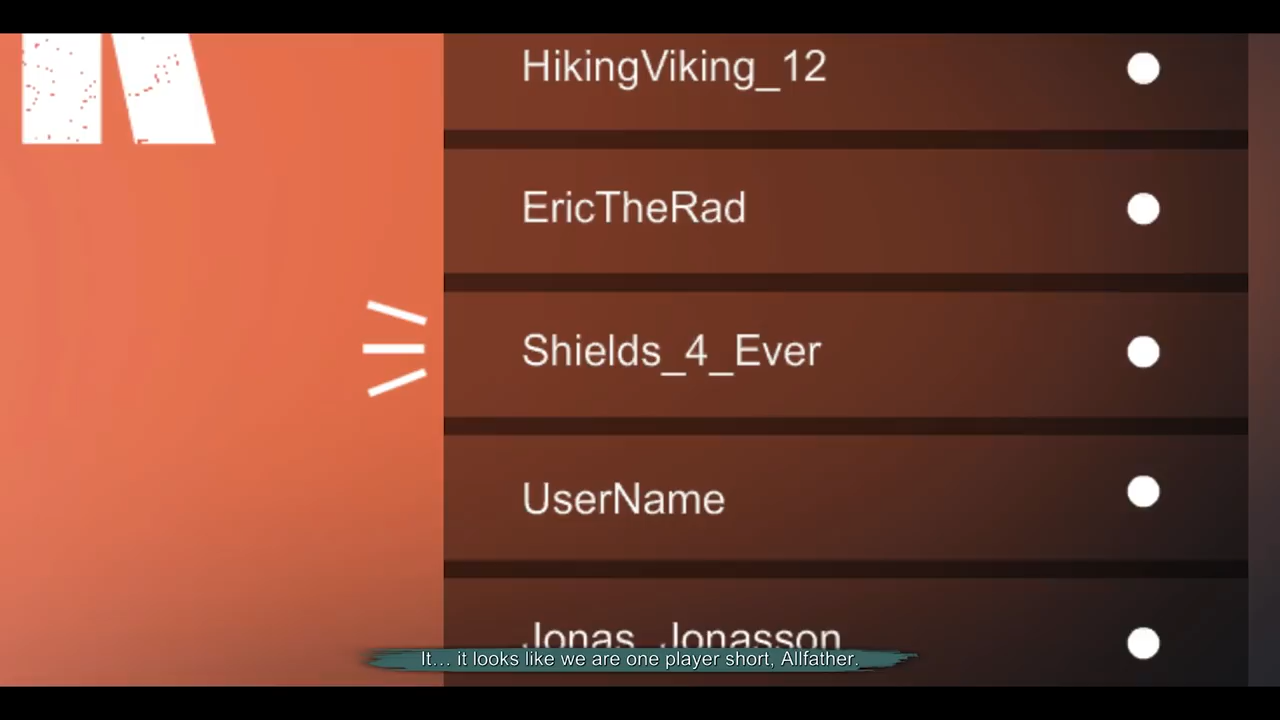 HikingViking_12
EricTheRad
Shields_4_Ever
UserName
Jonas_Jonasson
It... it looks like we are one player short, Allfather.